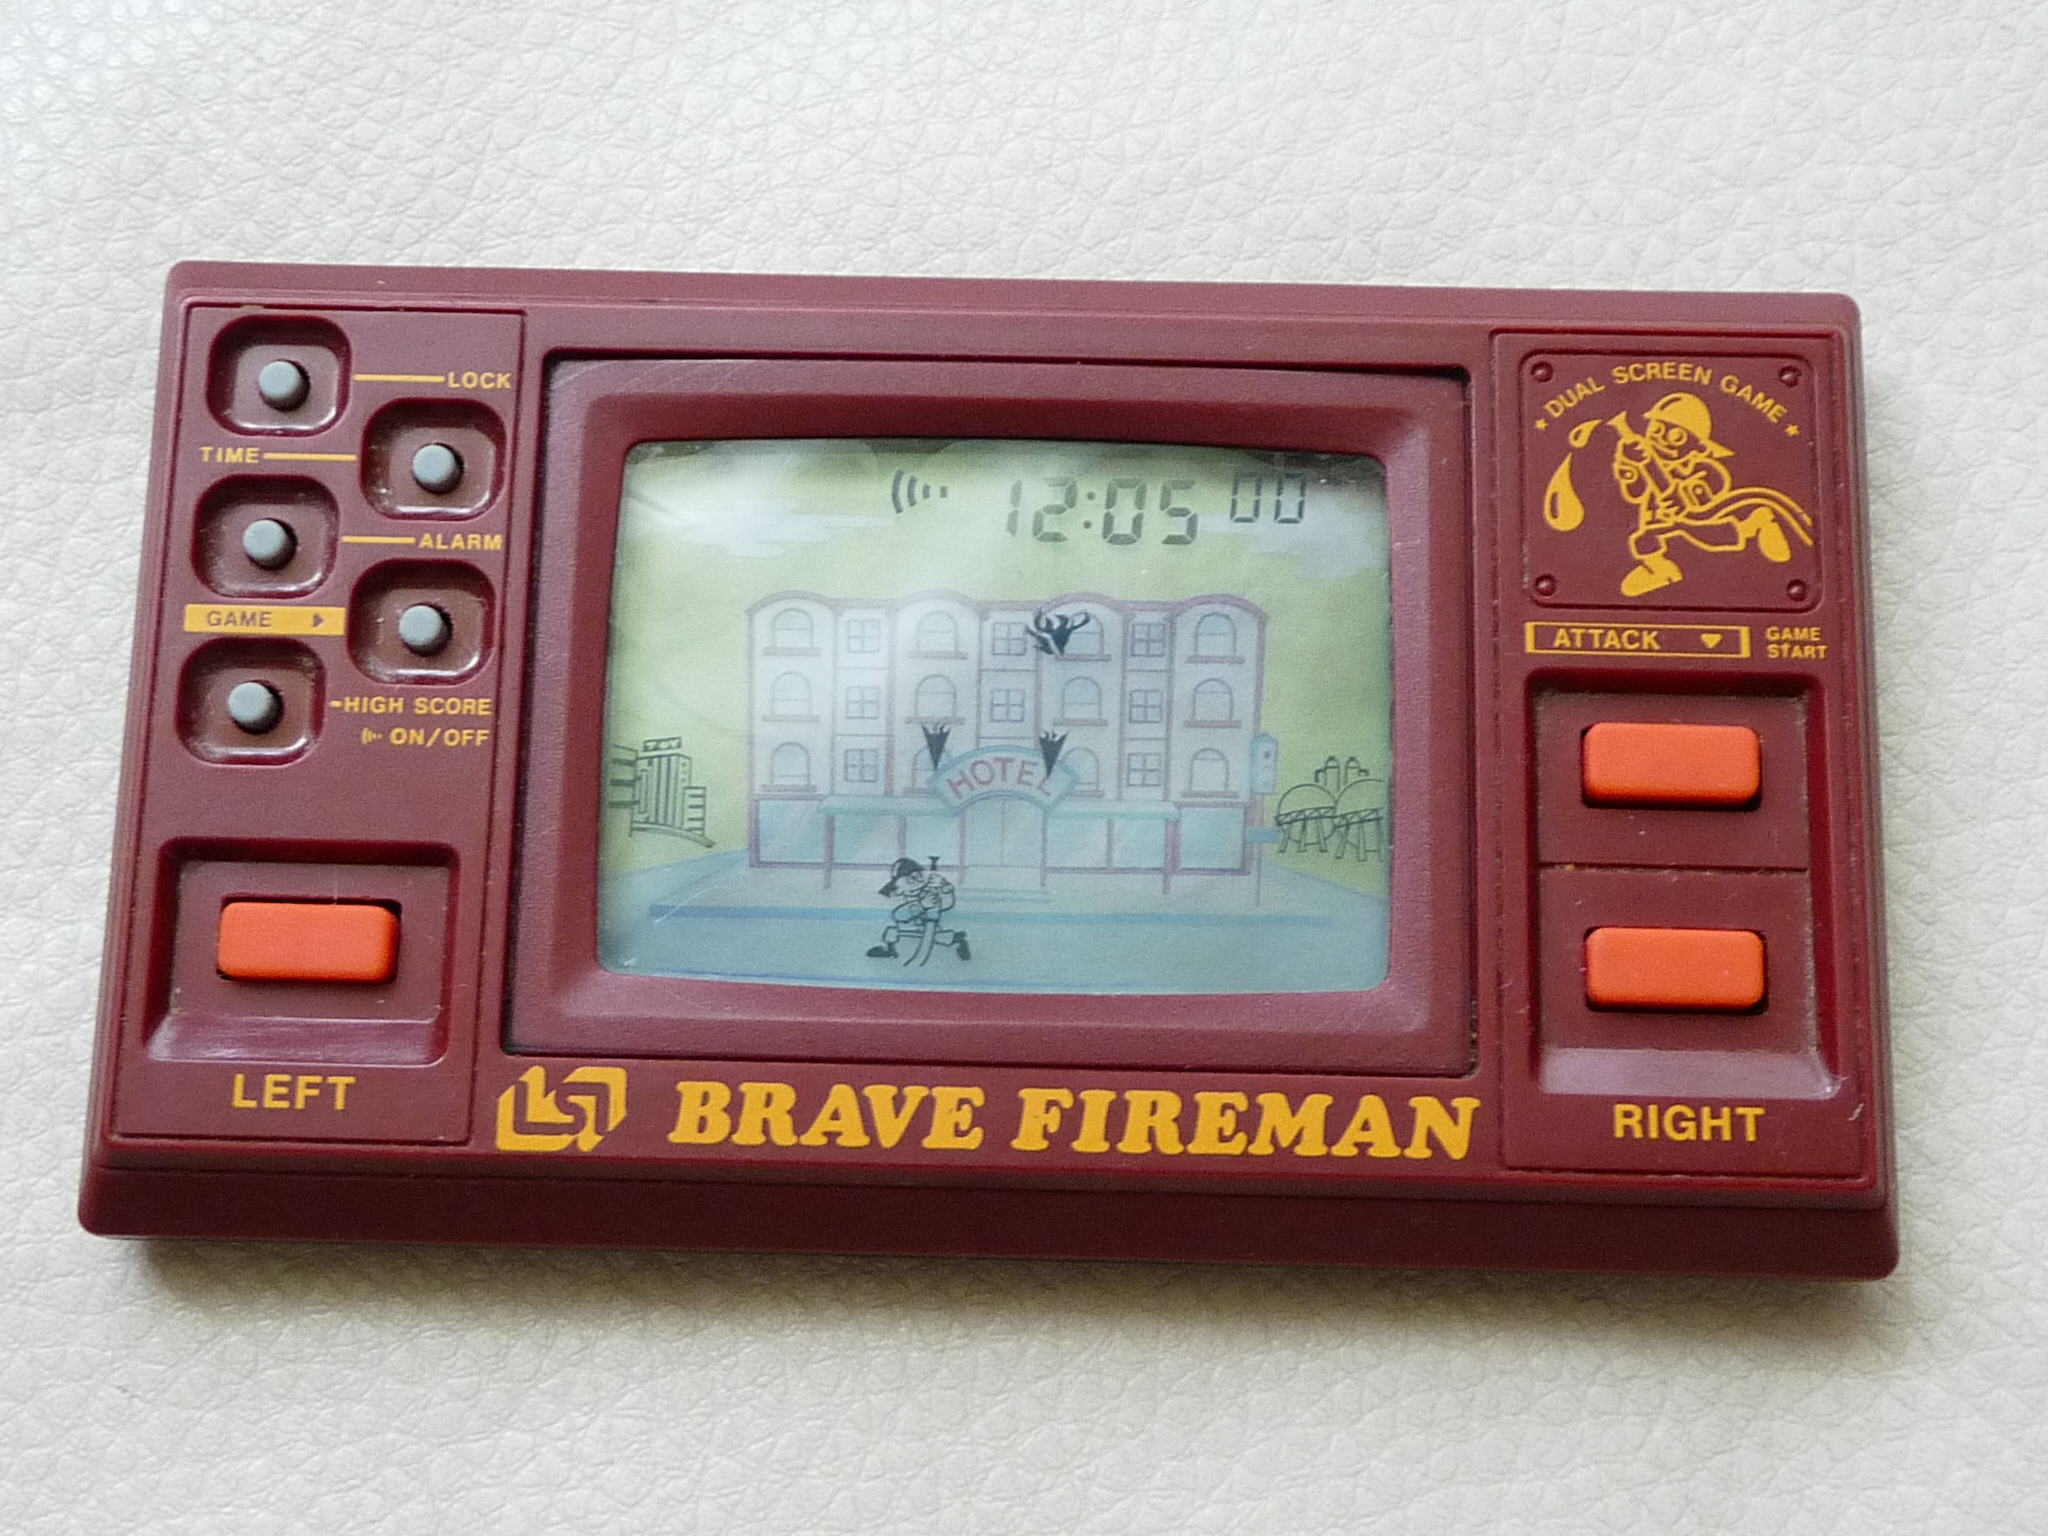 LOCK
TIME
ALARM
GAME
HIGH SCORE
ON/OFF
LEFT
12:05 00
HOTEL
BRAVE FIREMAN
DUAL SCREEN GAME
ATTACK
GAME
START
RIGHT